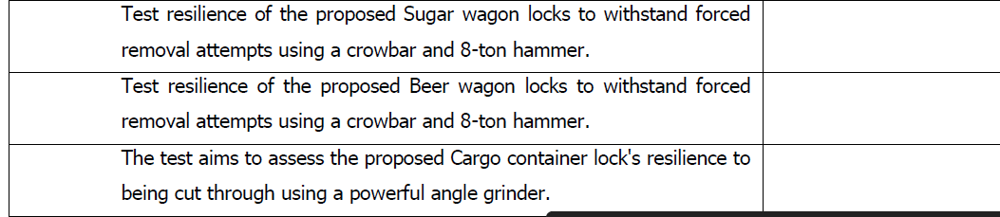 Test resilience of the proposed Sugar wagon locks to withstand forced
removal attempts using a crowbar and 8-ton hammer.
Test resilience of the proposed Beer wagon locks to withstand forced
removal attempts using a crowbar and 8-ton hammer.
The test aims to assess the proposed Cargo container lock's resilience to
being cut through using a powerful angle grinder.